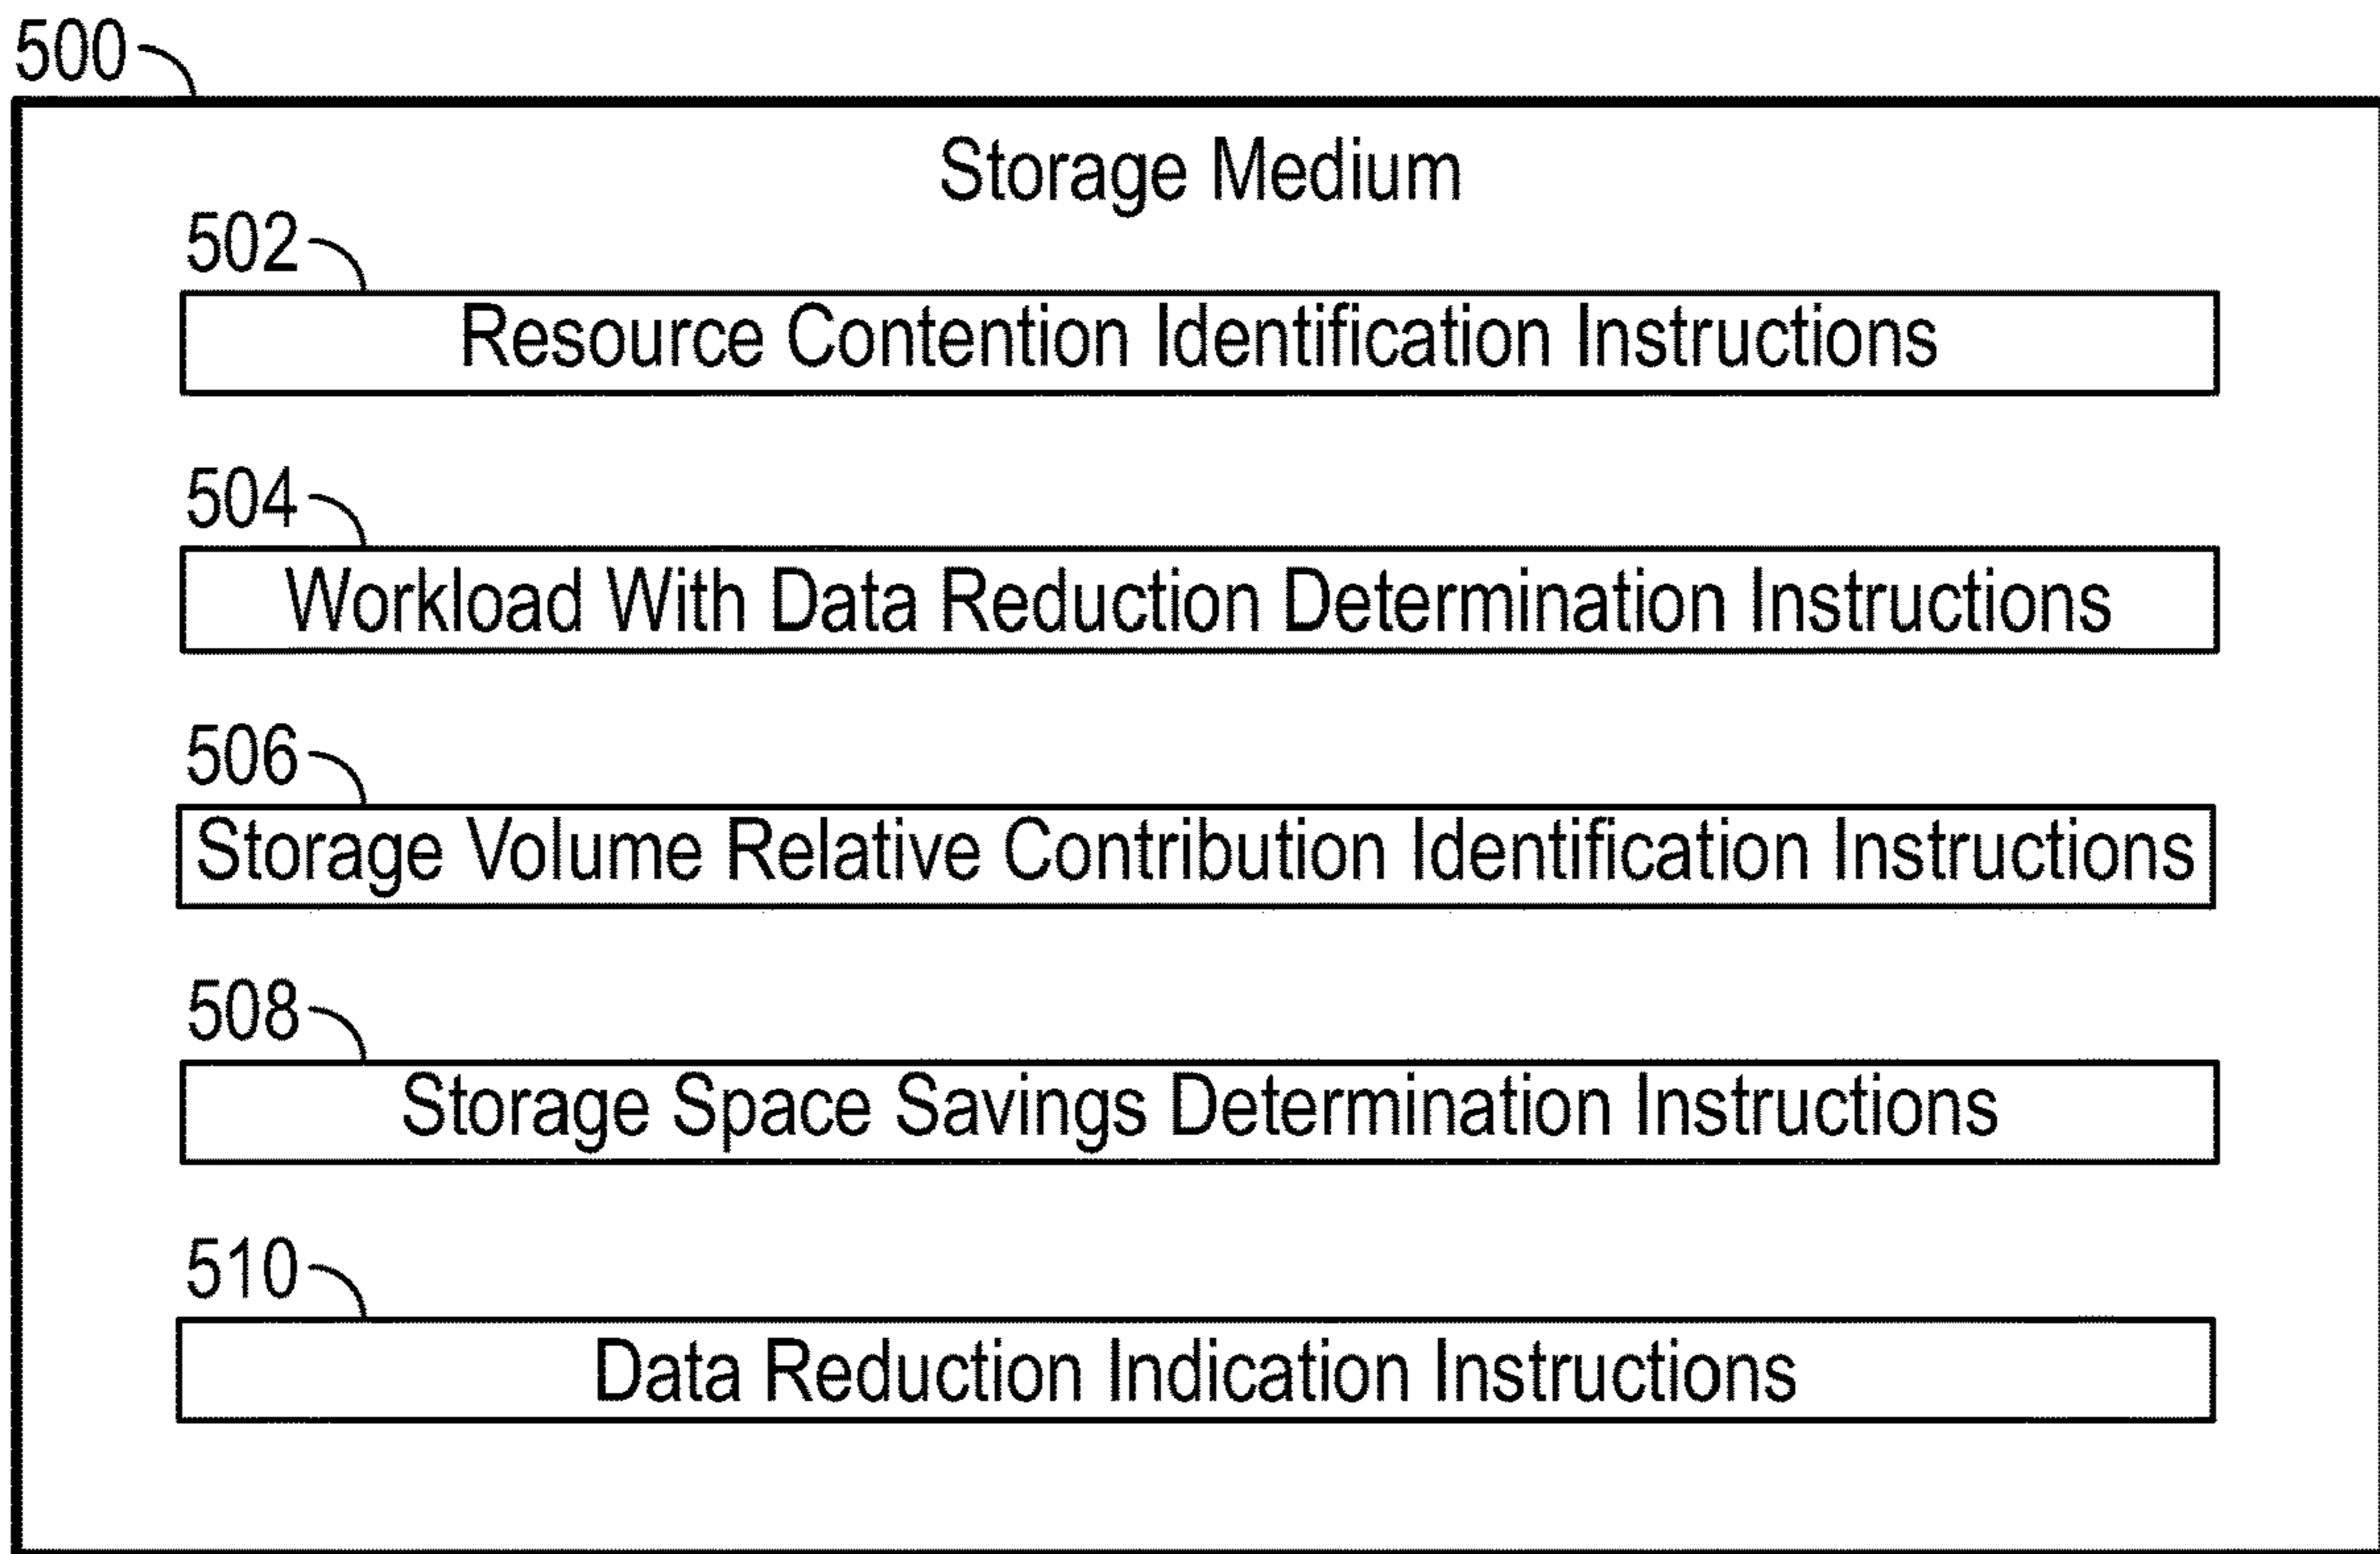 500
Storage Medium
502
Resource Contention Identification Instructions
504
Workload With Data Reduction Determination Instructions
506
Storage Volume Relative Contribution Identification Instructions
508
Storage Space Savings Determination Instructions
510
Data Reduction Indication Instructions